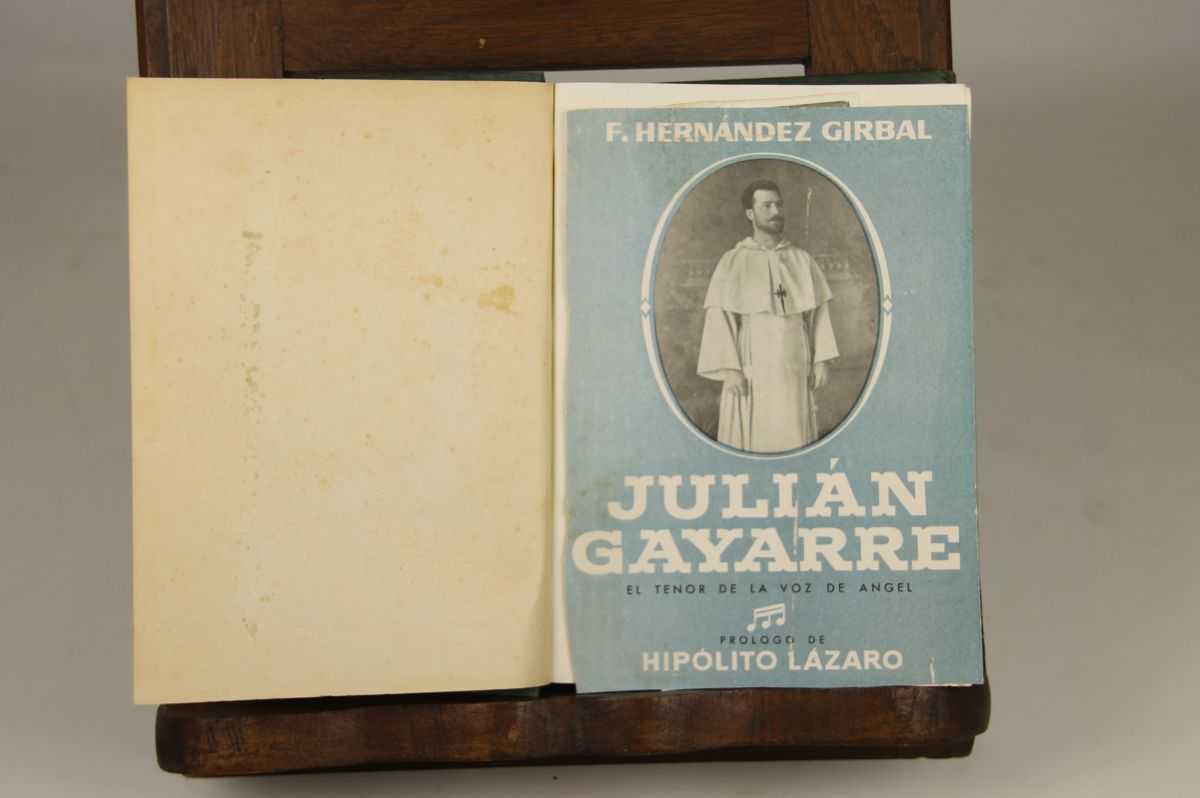 F. HERNÁNDEZ GIRBAL
JULIÁN
GAYARRE
EL TENOR DE LA VOZ DE ANGEL
PROLOGO DE
HIPÓLITO LÁZARO